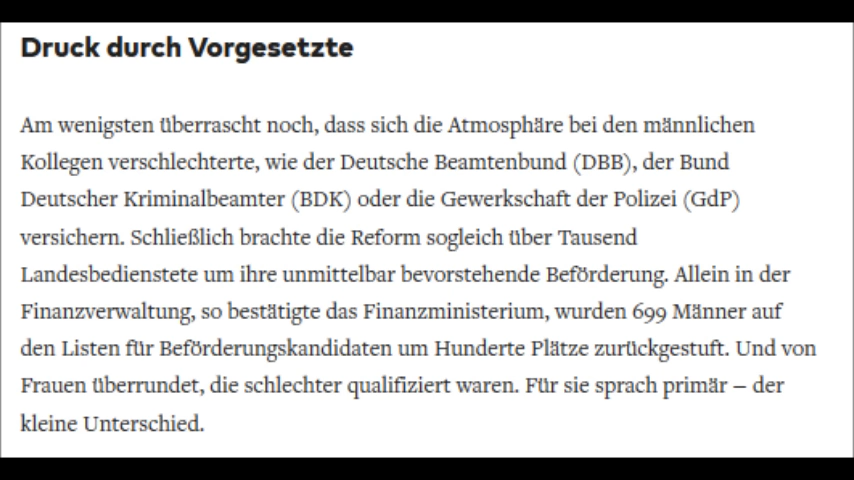 Druck durch Vorgesetzte
Am wenigsten überrascht noch, dass sich die Atmosphäre bei den männlichen
Kollegen verschlechterte, wie der Deutsche Beamtenbund (DBB), der Bund
Deutscher Kriminalbeamter (BDK) oder die Gewerkschaft der Polizei (GdP)
versichern. Schließlich brachte die Reform sogleich über Tausend
Landesbedienstete um ihre unmittelbar bevorstehende Beförderung. Allein in der
Finanzverwaltung, so bestätigte das Finanzministerium, wurden 699 Männer auf
den Listen für Beförderungskandidaten um Hunderte Plätze zurückgestuft. Und von
Frauen überrundet, die schlechter qualifiziert waren. Für sie sprach primär – der
kleine Unterschied.